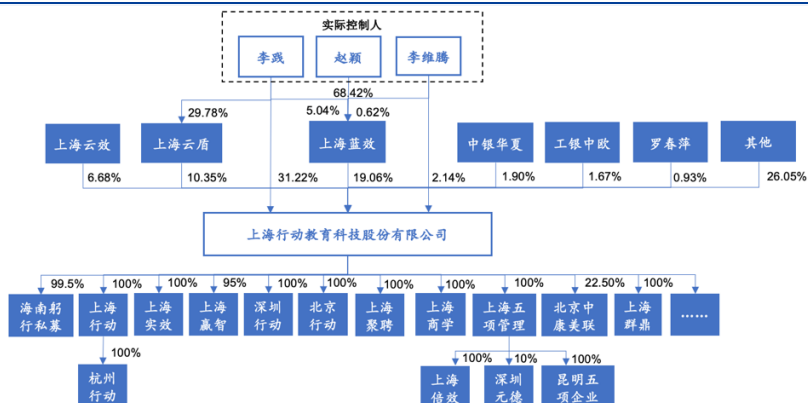 实际控制人
李践
赵颖
李维腾
68.42%
29.78%
5.04%
0.62%
上海云效
上海云盾
上海蓝效
中银华夏
工银中欧
罗春萍
其他
6.68%
10.35%
31.22%
19.06%
2.14%
1.90%
1.67%
0.93%
26.05%
上海行动教育科技股份有限公司
99.5%
100%
100%
95%
100%
100%
100%
100%
100%
22.50%
100%
海南躬
行私募
上海
行动
上海
实效
上海
赢智
深圳
行动
北京
行动
上海
聚聘
上海
商学
上海五
项管理
北京中
康美联
上海
群鼎
……
100%
100%
10%
100%
杭州
行动
上海
倍效
深圳
元德
昆明五
项企业